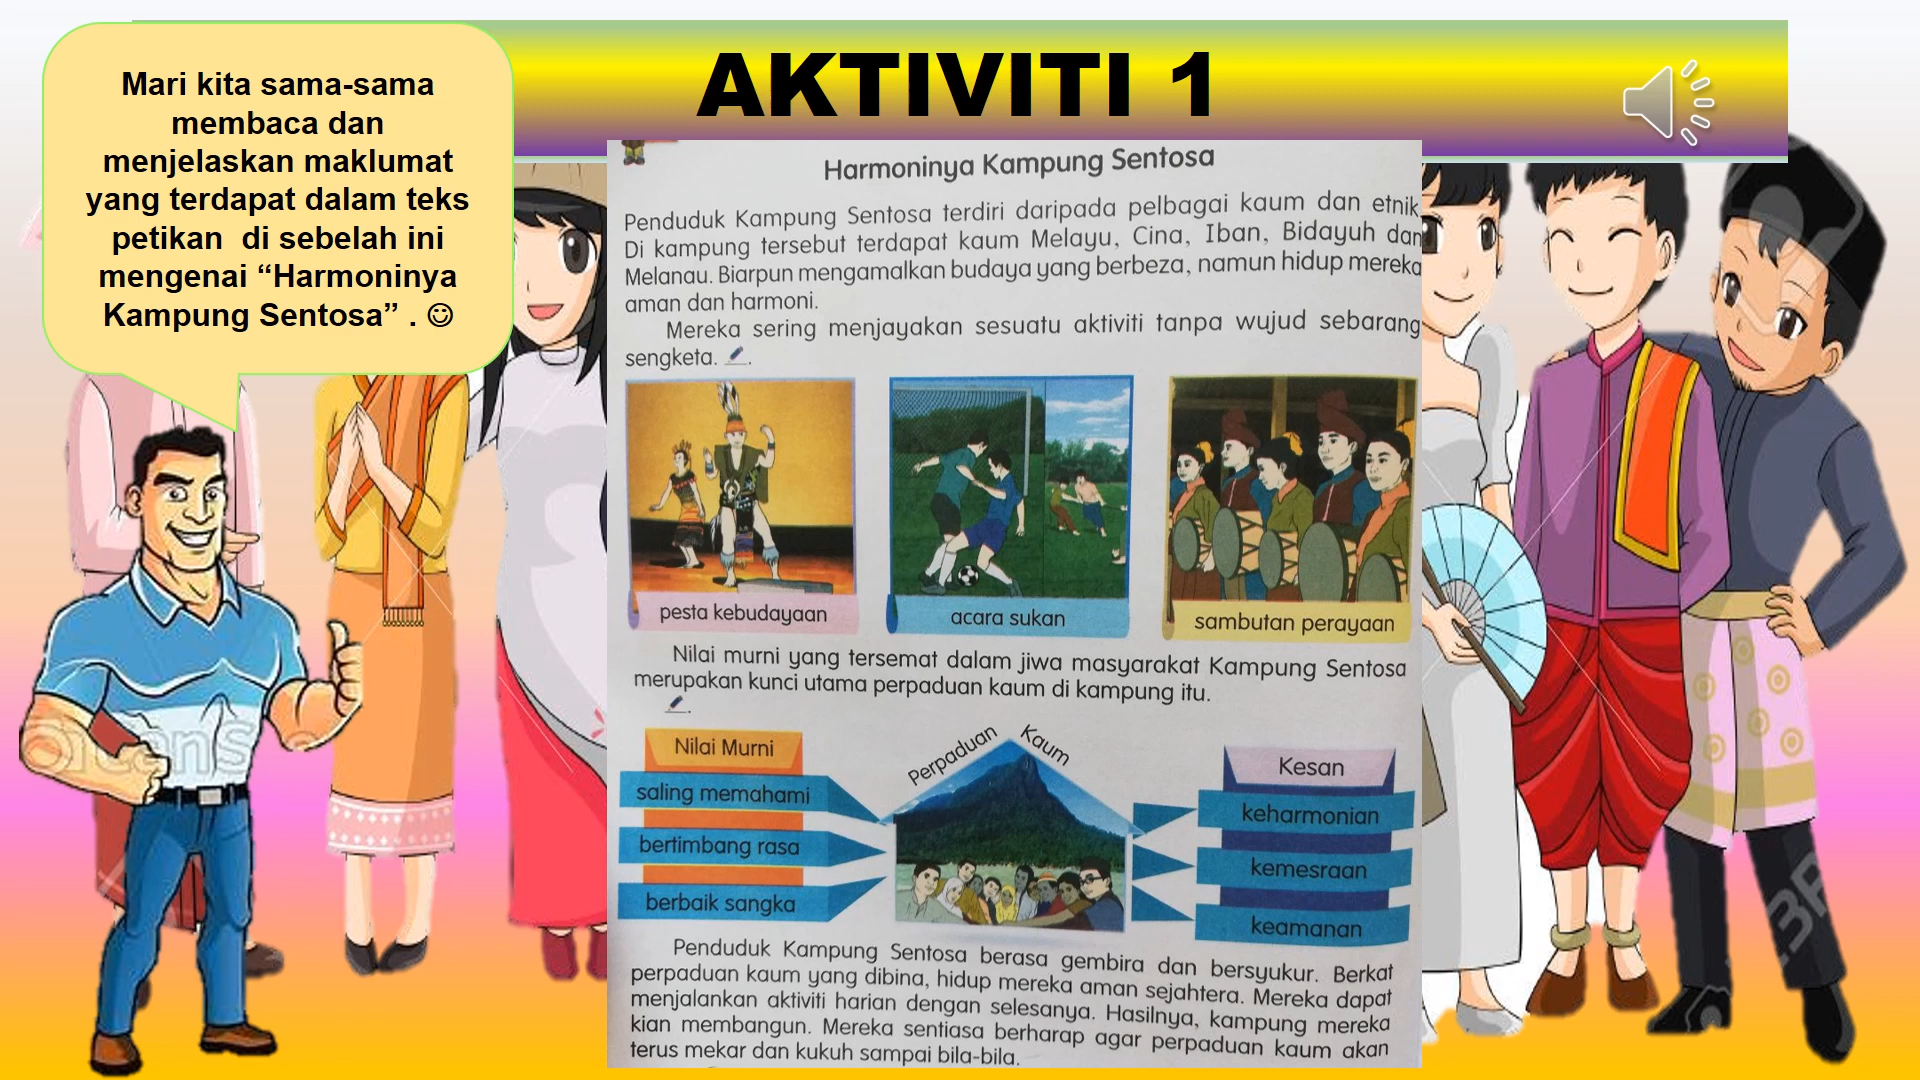 AKTIVITI 1
Mari kita sama-sama
membaca dan
menjelaskan maklumat
yang terdapat dalam teks
petikan di sebelah ini
mengenai “Harmoninya
Kampung Sentosa” . ☺
Harmoninya Kampung Sentosa
Penduduk Kampung Sentosa terdiri daripada pelbagai kaum dan etnik
Di kampung tersebut terdapat kaum Melayu, Cina, Iban, Bidayuh dan
Melanau. Biarpun mengamalkan budaya yang berbeza, namun hidup mereka
aman dan harmoni.
Mereka sering menjayakan sesuatu aktiviti tanpa wujud sebarang
sengketa.
pesta kebudayaan
acara sukan
sambutan perayaan
Nilai murni yang tersemat dalam jiwa masyarakat Kampung Sentosa
merupakan kunci utama perpaduan kaum di kampung itu.
Nilai Murni
saling memahami
bertimbang rasa
berbaik sangka
Perpaduan Kaum
Kesan
keharmonian
kemesraan
keamanan
Penduduk Kampung Sentosa berasa gembira dan bersyukur. Berkat
perpaduan kaum yang dibina, hidup mereka aman sejahtera. Mereka dapat
menjalankan aktiviti harian dengan selesanya. Hasilnya, kampung mereka
kian membangun. Mereka sentiasa berharap agar perpaduan kaum akan
terus mekar dan kukuh sampai bila-bila.